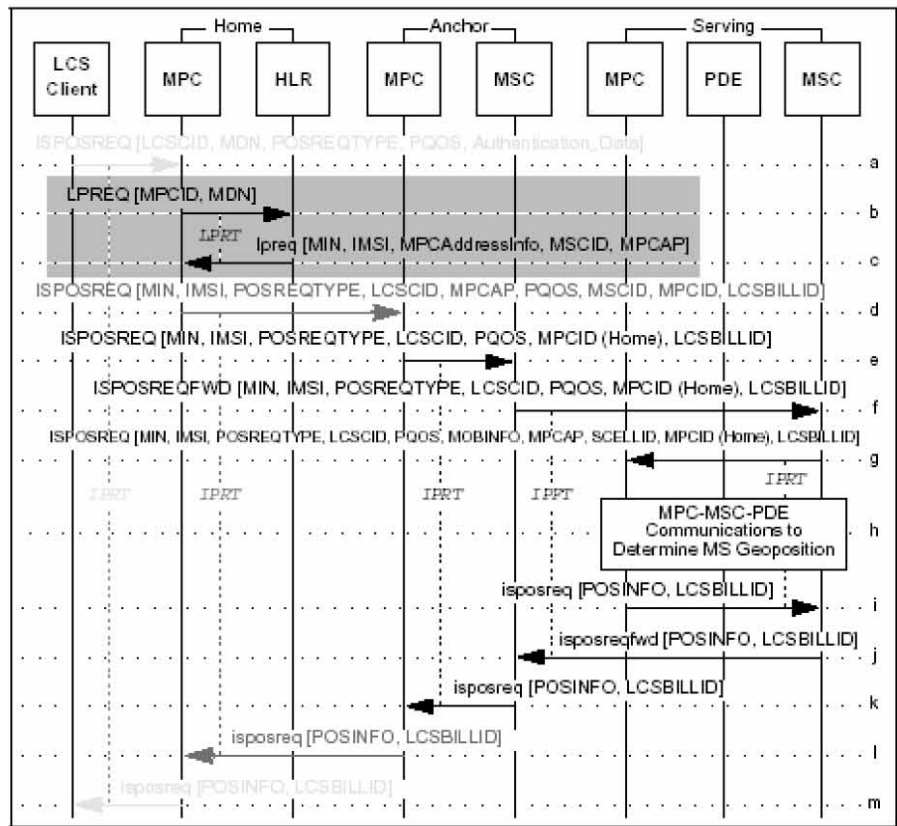 Home Anchor Serving
LCS Client MPC HLR MPC MSC MPC PDE MSC
ISPOSREQ [LCSCID, MDN, POSREQTYPE, PQOS, Authentication_Data]
a
LPREQ [MPCID, MDN]
b
LPRT
lpreq [MIN, IMSI, MPCAddressInfo, MSCID, MPCAP]
c
ISPOSREQ [MIN, IMSI, POSREQTYPE, LCSCID, MPCAP, PQOS, MSCID, MPCID, LCSBILLID]
d
ISPOSREQ [MIN, IMSI, POSREQTYPE, LCSCID, PQOS, MPCID (Home), LCSBILLID]
e
ISPOSREQFWD [MIN, IMSI, POSREQTYPE, LCSCID, PQOS, MPCID (Home), LCSBILLID]
f
ISPOSREQ [MIN, IMSI, POSREQTYPE, LCSCID, PQOS, MOBINFO, MPCAP, SCELLID, MPCID (Home), LCSBILLID]
g
IPRT IPRT IPRT IPFT IPRT
MPC-MSC-PDE
Communications to
Determine MS Geoposition
h
isposreq [POSINFO, LCSBILLID]
i
isposreqfwd [POSINFO, LCSBILLID]
j
isposreq [POSINFO, LCSBILLID]
k
isposreq [POSINFO, LCSBILLID]
l
isposreq [POSINFO, LCSBILLID]
m